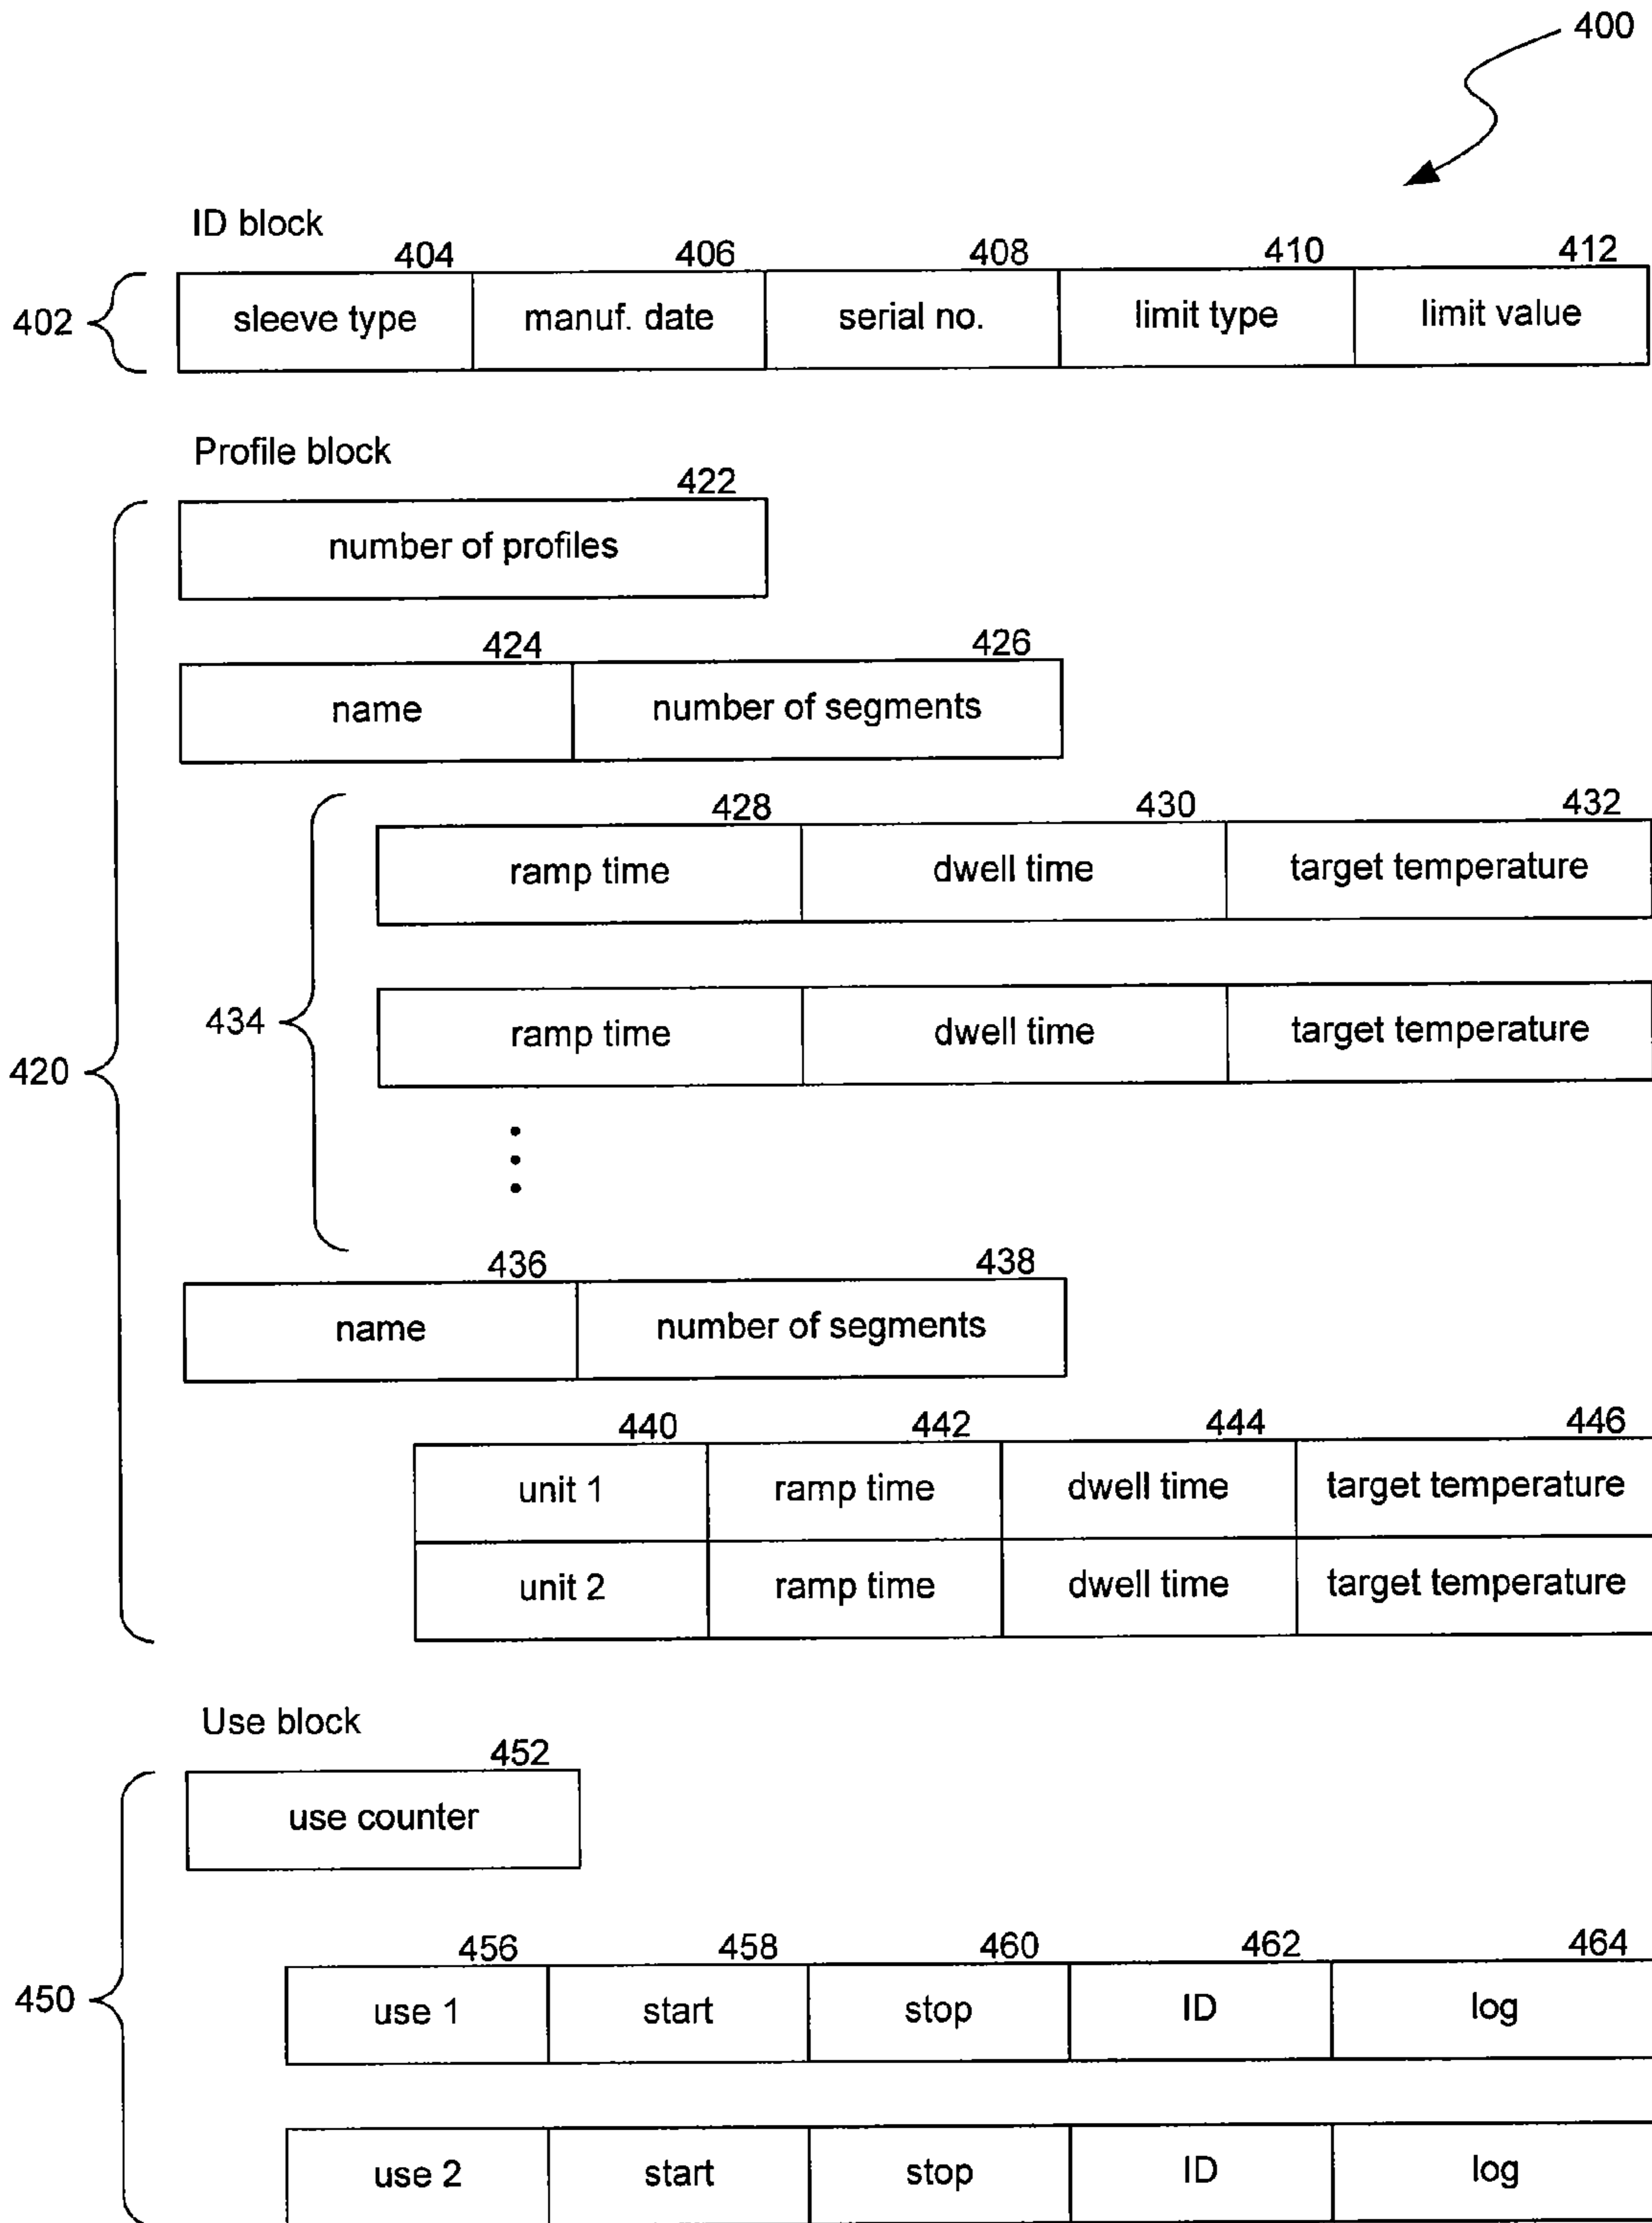 400
ID block
404 406 408 410 412
402 sleeve type manuf. date serial no. limit type limit value
Profile block
422
number of profiles
424 426
name number of segments
428 430 432
ramp time dwell time target temperature
434 ramp time dwell time target temperature
420
436 438
name number of segments
440 442 444 446
unit 1 ramp time dwell time target temperature
unit 2 ramp time dwell time target temperature
Use block
452
use counter
456 458 460 462 464
450 use 1 start stop ID log
use 2 start stop ID log